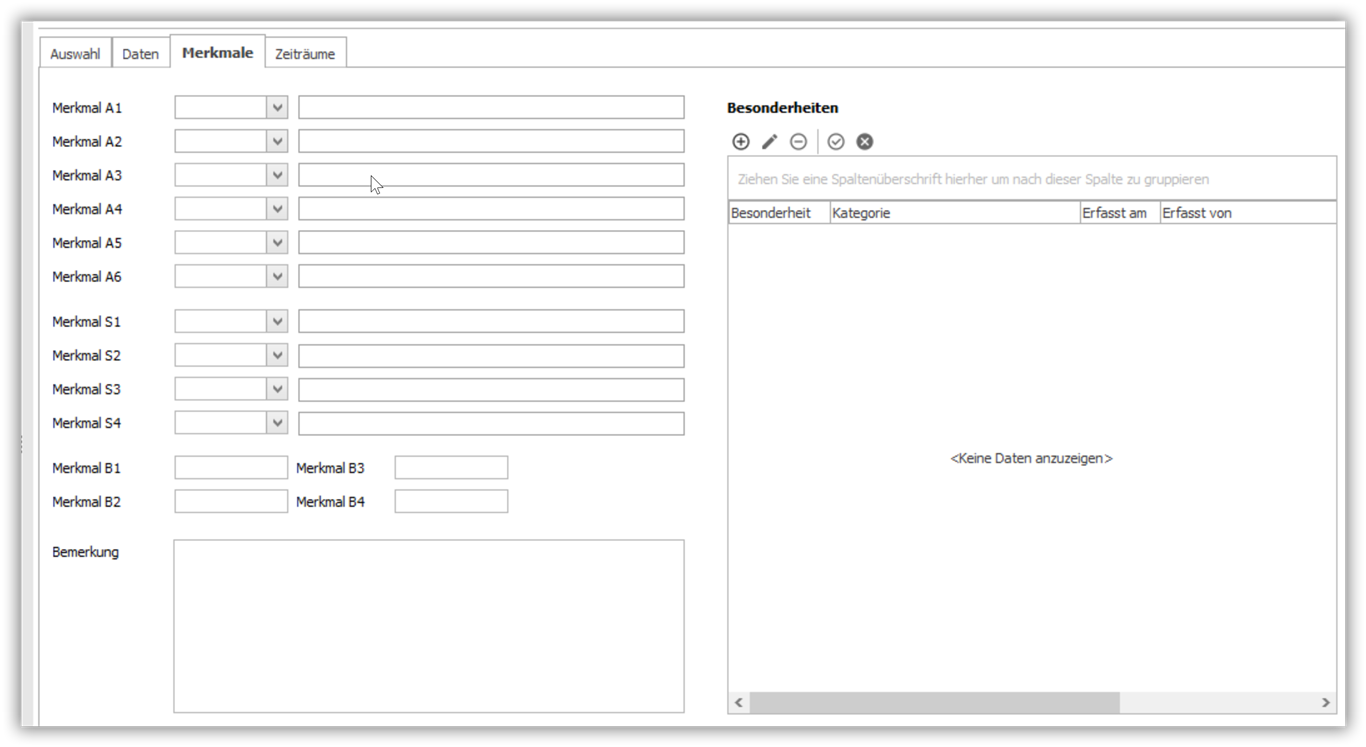 Auswahl Daten Merkmale Zeiträume
Merkmal A1
Merkmal A2
Merkmal A3
Merkmal A4
Merkmal A5
Merkmal A6
Merkmal S1
Merkmal S2
Merkmal S3
Merkmal S4
Merkmal B1 Merkmal B3
Merkmal B2 Merkmal B4
Bemerkung
Besonderheiten
Ziehen Sie eine Spaltenüberschrift hierher um nach dieser Spalte zu gruppieren
Besonderheit Kategorie Erfasst am Erfasst von
<Keine Daten anzuzeigen>